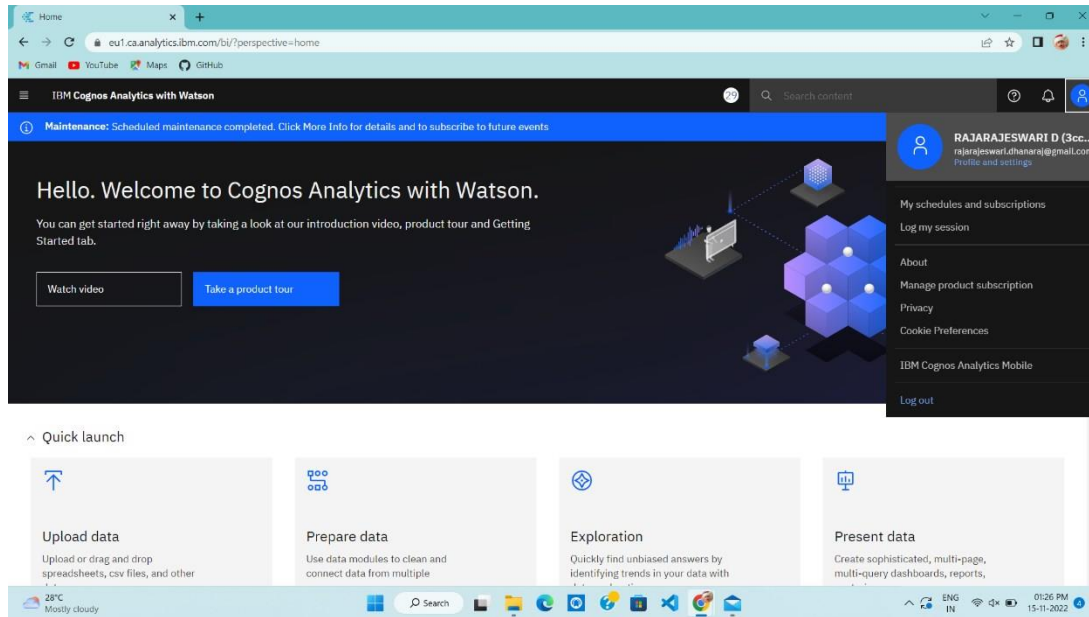 Home
eu1.ca.analytics.ibm.com/bi/?perspective=home
Gmail YouTube Maps GitHub
IBM Cognos Analytics with Watson
29
Search content
Maintenance: Scheduled maintenance completed. Click More Info for details and to subscribe to future events
RAJARAJESWARI D (3cc...
rajarajeswari.dhanaraj@gmail.com
Profile and settings
My schedules and subscriptions
Log my session
About
Manage product subscription
Privacy
Cookie Preferences
IBM Cognos Analytics Mobile
Log out
Hello. Welcome to Cognos Analytics with Watson.
You can get started right away by taking a look at our introduction video, product tour and Getting
Started tab.
Watch video
Take a product tour
Quick launch
Upload data
Upload or drag and drop
spreadsheets, csv files, and other
Prepare data
Use data modules to clean and
connect data from multiple
Exploration
Quickly find unbiased answers by
identifying trends in your data with
Present data
Create sophisticated, multi-page,
multi-query dashboards, reports,
28°C
Mostly cloudy
Search
ENG
IN
01:26 PM
15-11-2022
4